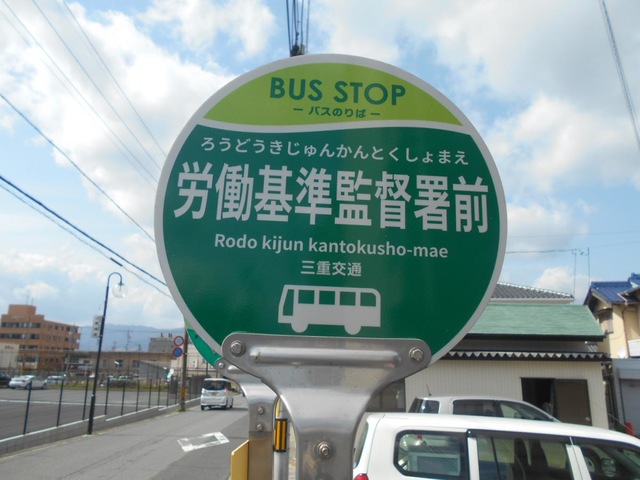 BUS STOP
ー バスのりば ー
ろうどうきじゅんかんとくしょまえ
労働基準監督署前
Rodo kijun kantokusho-mae
三重交通